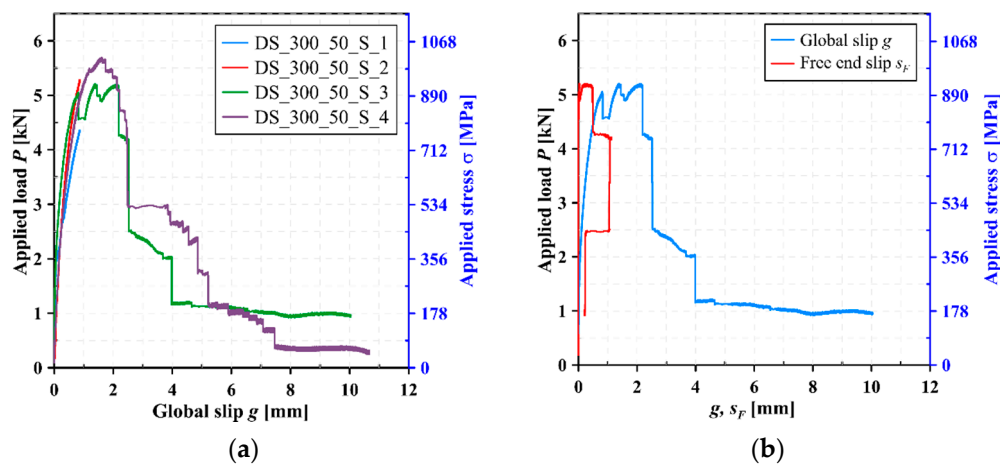 6
5
4
3
2
1
0
Applied load P [kN]
DS_300_50_S_1
DS_300_50_S_2
DS_300_50_S_3
DS_300_50_S_4
1068
890
712
534
356
178
0
Applied stress σ [MPa]
0 2 4 6 8 10 12
Global slip g [mm]
(a)
6
5
4
3
2
1
0
Applied load P [kN]
Global slip g
Free end slip s_F
1068
890
712
534
356
178
0
Applied stress σ [MPa]
0 2 4 6 8 10 12
g, s_F [mm]
(b)